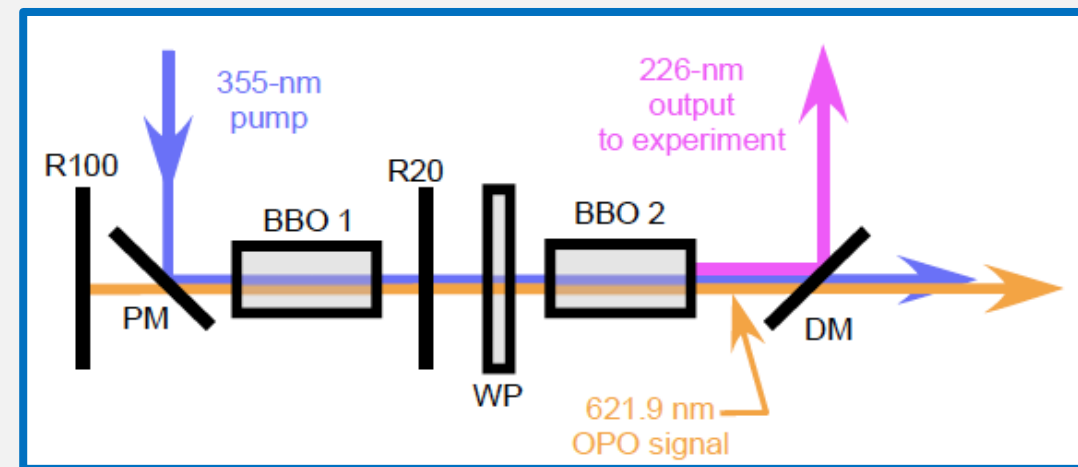 355-nm
pump
226-nm
output
to experiment
R100
R20
BBO 1
BBO 2
PM
WP
DM
621.9 nm
OPO signal